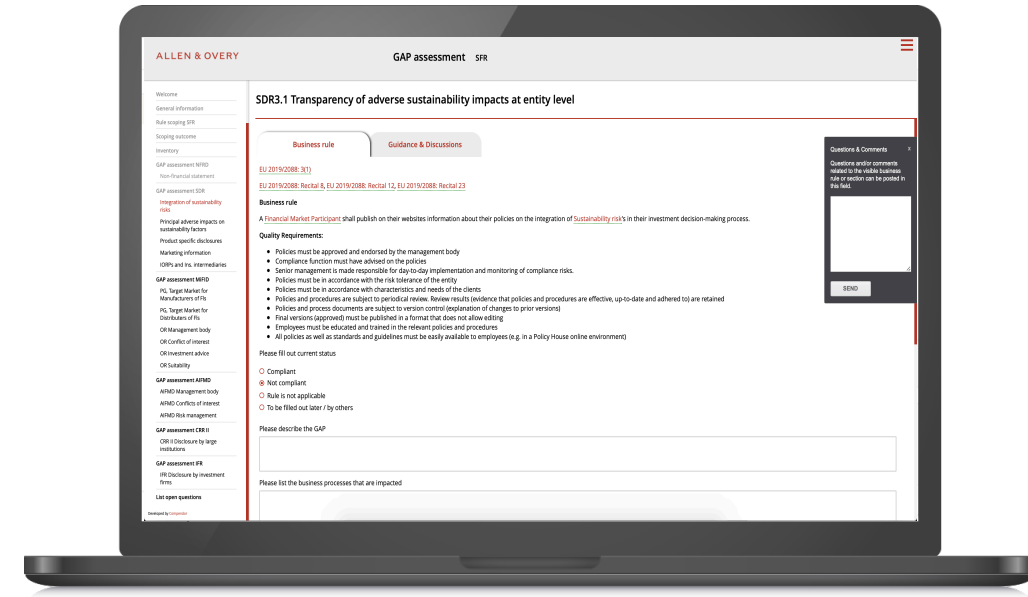 ALLEN & OVERY
GAP assessment SFR
Welcome
General information
Rule scoping SFR
Scoping outcome
Inventory
GAP assessment NFRD
Non-financial statement
GAP assessment SDR
Integration of sustainability
risks
Principal adverse impacts on
sustainability factors
Product specific disclosures
Marketing information
IORPs and Ins. intermediaries
GAP assessment MiFID
PG, Target Market for
Manufacturers of FIs
PG, Target Market for
Distributers of FIs
OR Management body
OR Conflict of interest
OR Investment advice
OR Suitability
GAP assessment AIFMD
AIFMD Management body
AIFMD Conflicts of interest
AIFMD Risk management
GAP assessment CRR II
CRR II Disclosure by large
institutions
GAP assessment IFR
IFR Disclosure by investment
firms
List open questions
Developed by Compendor
SDR3.1 Transparency of adverse sustainability impacts at entity level
Business rule
Guidance & Discussions
EU 2019/2088: 3(1)
EU 2019/2088: Recital 8, EU 2019/2088: Recital 12, EU 2019/2088: Recital 23
Business rule
A Financial Market Participant shall publish on their websites information about their policies on the integration of Sustainability risk's in their investment decision-making process.
Quality Requirements:
Policies must be approved and endorsed by the management body
Compliance function must have advised on the policies
Senior management is made responsible for day-to-day implementation and monitoring of compliance risks.
Policies must be in accordance with the risk tolerance of the entity
Policies must be in accordance with characteristics and needs of the clients
Policies and procedures are subject to periodical review. Review results (evidence that policies and procedures are effective, up-to-date and adhered to) are retained
Policies and process documents are subject to version control (explanation of changes to prior versions)
Final versions (approved) must be published in a format that does not allow editing
Employees must be educated and trained in the relevant policies and procedures
All policies as well as standards and guidelines must be easily available to employees (e.g. in a Policy House online environment)
Please fill out current status
Compliant
Not compliant
Rule is not applicable
To be filled out later / by others
Please describe the GAP
Please list the business processes that are impacted
Questions & Comments x
Questions and/or comments
related to the visible business
rule or section can be posted in
this field.
SEND